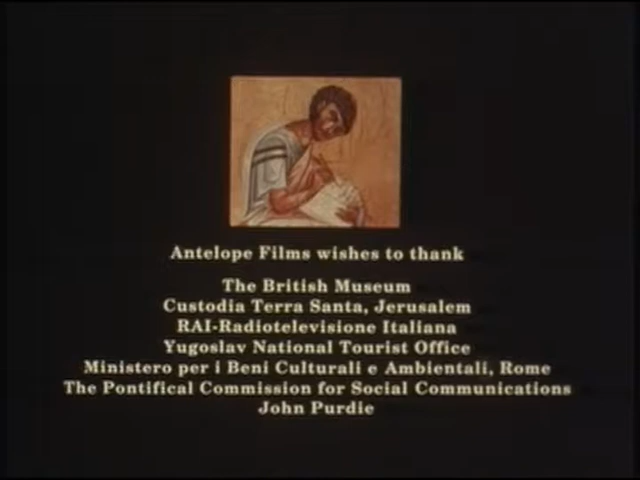 Antelope Films wishes to thank
The British Museum
Custodia Terra Santa, Jerusalem
RAI-Radiotelevisione Italiana
Yugoslav National Tourist Office
Ministero per i Beni Culturali e Ambientali, Rome
The Pontifical Commission for Social Communications
John Purdie